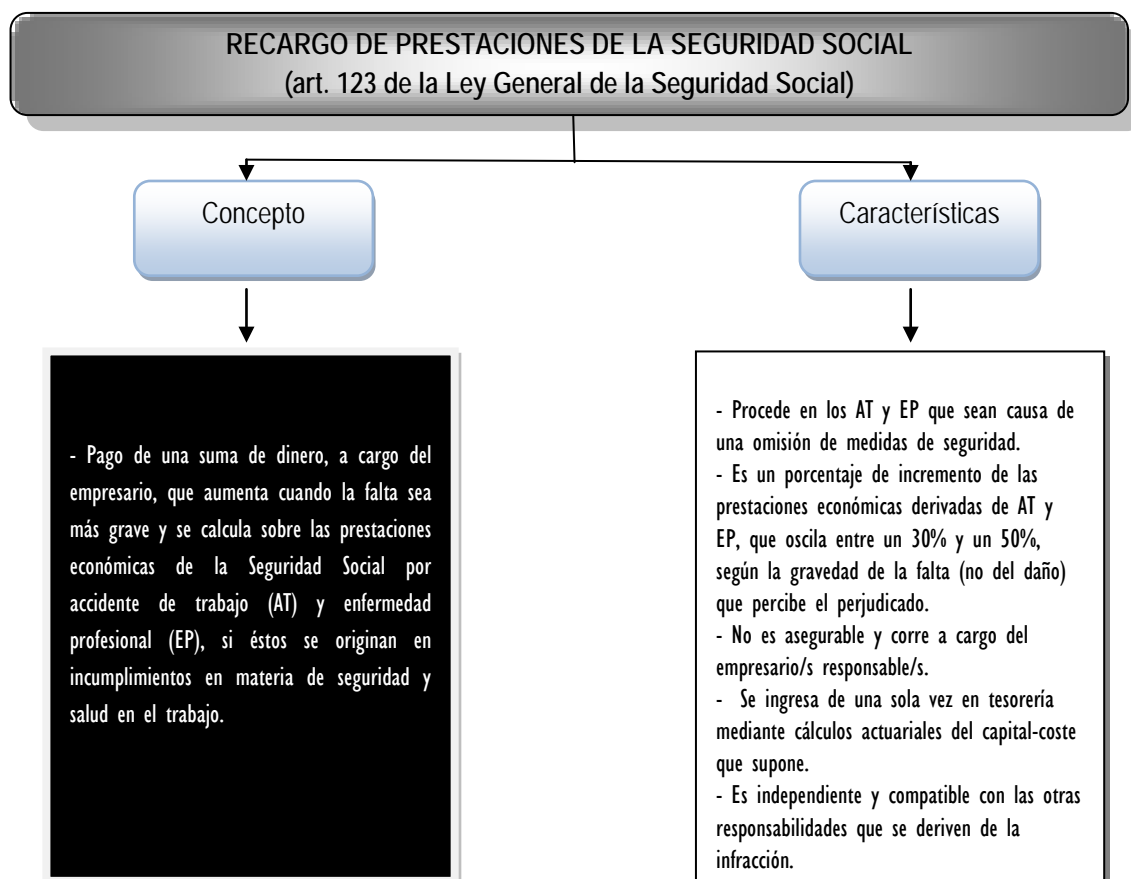 RECARGO DE PRESTACIONES DE LA SEGURIDAD SOCIAL
(art. 123 de la Ley General de la Seguridad Social)
Concepto
Características
- Pago de una suma de dinero, a cargo del
empresario, que aumenta cuando la falta sea
más grave y se calcula sobre las prestaciones
económicas de la Seguridad Social por
accidente de trabajo (AT) y enfermedad
profesional (EP), si éstos se originan en
incumplimientos en materia de seguridad y
salud en el trabajo.
- Procede en los AT y EP que sean causa de
una omisión de medidas de seguridad.
- Es un porcentaje de incremento de las
prestaciones económicas derivadas de AT y
EP, que oscila entre un 30% y un 50%,
según la gravedad de la falta (no del daño)
que percibe el perjudicado.
- No es asegurable y corre a cargo del
empresario/s responsable/s.
- Se ingresa de una sola vez en tesorería
mediante cálculos actuariales del capital-coste
que supone.
- Es independiente y compatible con las otras
responsabilidades que se deriven de la
infracción.